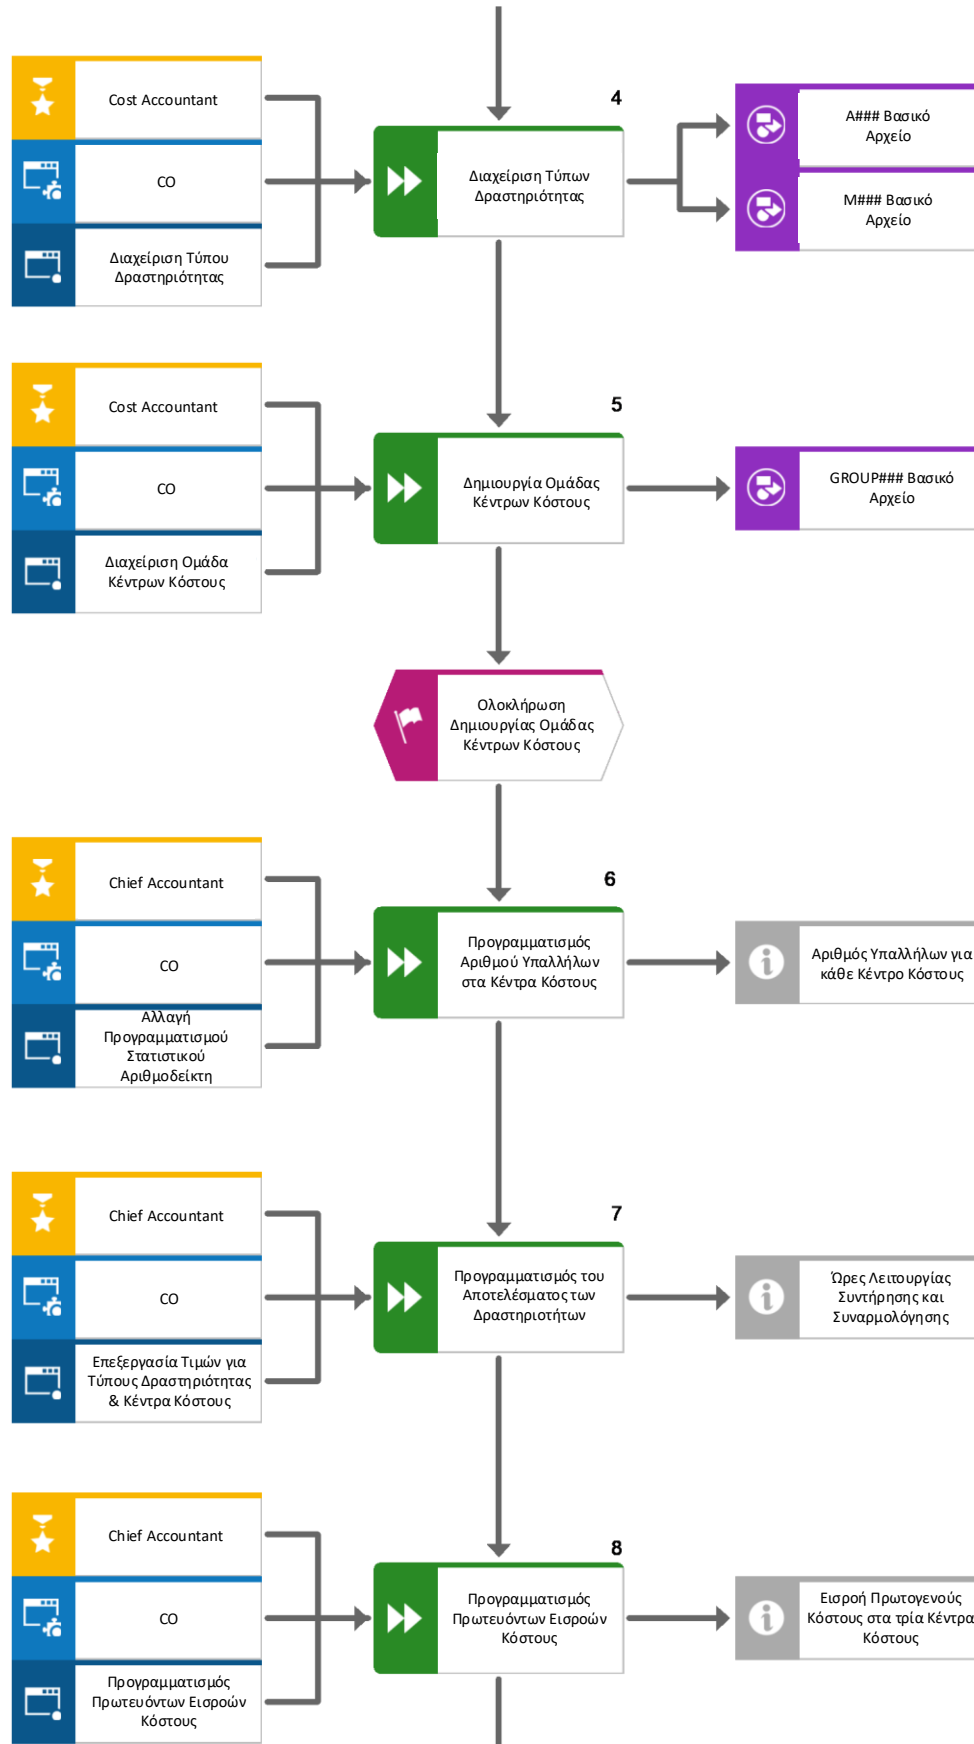 Cost Accountant
CO
Διαχείριση Τύπου
Δραστηριότητας
4
Διαχείριση Τύπων
Δραστηριότητας
A### Βασικό
Αρχείο
M### Βασικό
Αρχείο
Cost Accountant
CO
Διαχείριση Ομάδα
Κέντρων Κόστους
5
Δημιουργία Ομάδας
Κέντρων Κόστους
GROUP### Βασικό
Αρχείο
Ολοκλήρωση
Δημιουργίας Ομάδας
Κέντρων Κόστους
Chief Accountant
CO
Αλλαγή
Προγραμματισμού
Στατιστικού
Αριθμοδείκτη
6
Προγραμματισμός
Αριθμού Υπαλλήλων
στα Κέντρα Κόστους
Αριθμός Υπαλλήλων για
κάθε Κέντρο Κόστους
Chief Accountant
CO
Επεξεργασία Τιμών για
Τύπους Δραστηριότητας
& Κέντρα Κόστους
7
Προγραμματισμός του
Αποτελέσματος των
Δραστηριοτήτων
Ώρες Λειτουργίας
Συντήρησης και
Συναρμολόγησης
Chief Accountant
CO
Προγραμματισμός
Πρωτευόντων Εισροών
Κόστους
8
Προγραμματισμός
Πρωτευόντων Εισροών
Κόστους
Εισροή Πρωτογενούς
Κόστους στα τρία Κέντρα
Κόστους